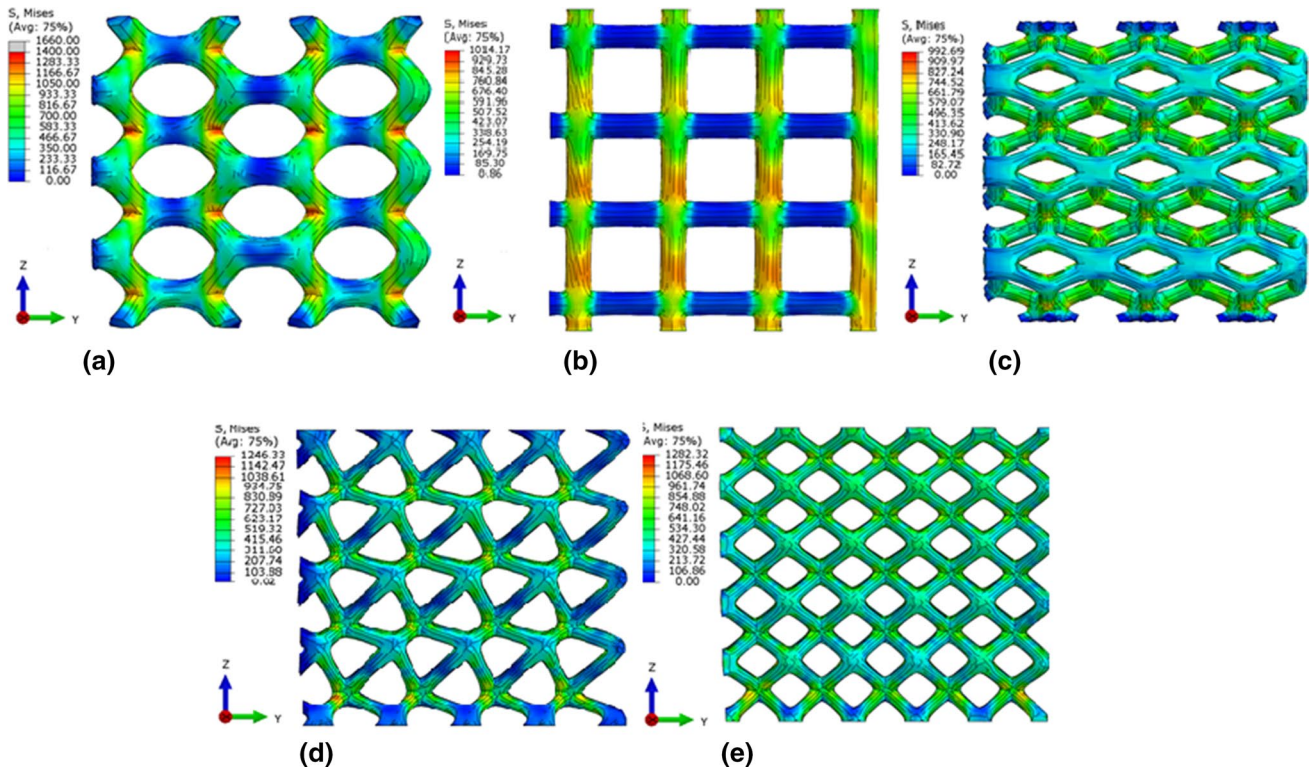 S, Mises
(Avg: 75%)
1660.00
1400.00
1283.33
1166.67
1050.00
933.33
816.67
700.00
583.33
466.67
350.00
233.33
116.67
0.00
Z
Y
(a)
S, Mises
(Avg: 75%)
1014.17
929.73
845.28
760.84
676.40
591.96
507.52
423.07
338.63
254.19
169.75
85.30
0.86
Z
Y
(b)
S, Mises
(Avg: 75%)
992.69
909.97
827.24
744.52
661.79
579.07
496.35
413.62
330.90
248.17
165.45
82.72
0.00
Z
Y
(c)
S, Mises
(Avg: 75%)
1246.33
1142.47
1038.61
934.75
830.89
727.03
623.17
519.32
415.46
311.60
207.74
103.88
0.02
Z
Y
(d)
S, Mises
Avg: 75%)
1282.32
1175.46
1068.60
961.74
854.88
748.02
641.16
534.30
427.44
320.58
213.72
106.86
0.00
Z
Y
(e)